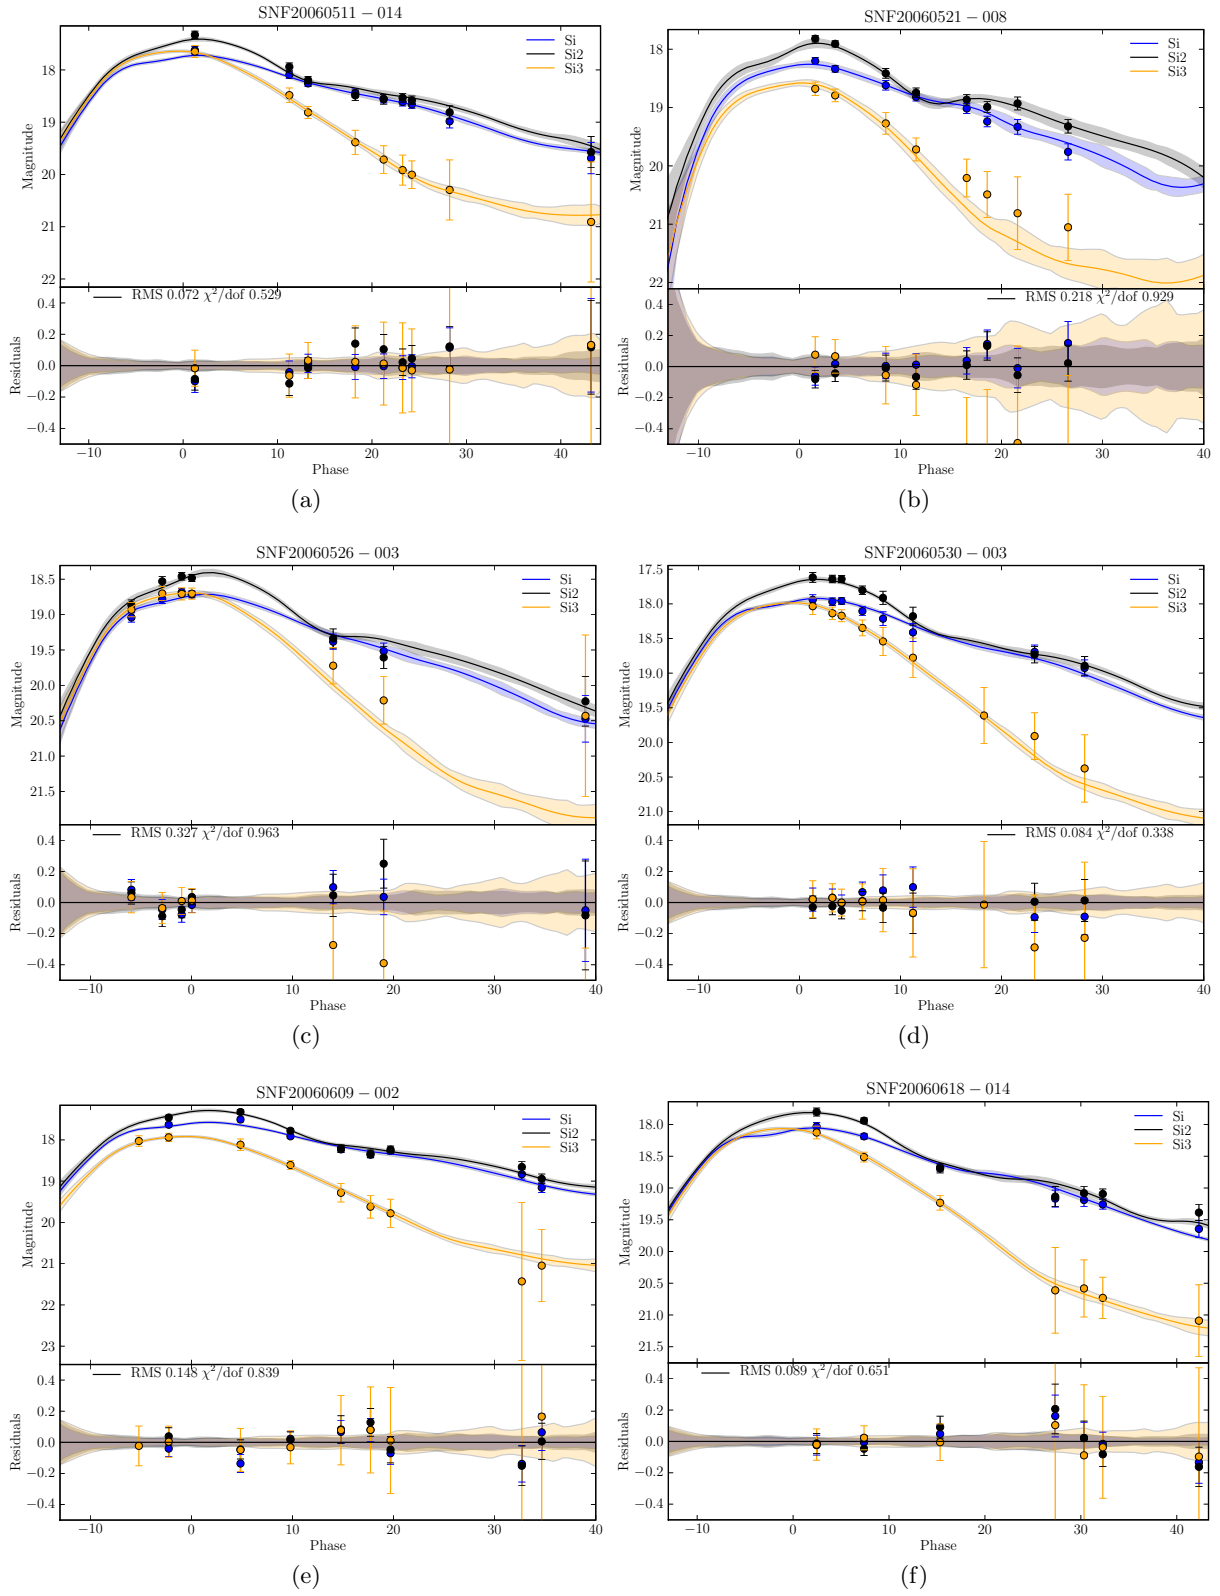 SNF20060511 − 014
Si
Si2
Si3
Magnitude
18
19
20
21
22
RMS 0.072 χ²/dof 0.529
Residuals
0.4
0.2
0.0
−0.2
−0.4
−10 0 10 20 30 40
Phase
(a)
SNF20060521 − 008
Si
Si2
Si3
Magnitude
18
19
20
21
22
RMS 0.218 χ²/dof 0.929
Residuals
0.4
0.2
0.0
−0.2
−0.4
−10 0 10 20 30 40
Phase
(b)
SNF20060526 − 003
Si
Si2
Si3
Magnitude
18.5
19.0
19.5
20.0
20.5
21.0
21.5
RMS 0.327 χ²/dof 0.963
Residuals
0.4
0.2
0.0
−0.2
−0.4
−10 0 10 20 30 40
Phase
(c)
SNF20060530 − 003
Si
Si2
Si3
Magnitude
17.5
18.0
18.5
19.0
19.5
20.0
20.5
21.0
RMS 0.084 χ²/dof 0.338
Residuals
0.4
0.2
0.0
−0.2
−0.4
−10 0 10 20 30 40
Phase
(d)
SNF20060609 − 002
Si
Si2
Si3
Magnitude
18
19
20
21
22
23
RMS 0.148 χ²/dof 0.839
Residuals
0.4
0.2
0.0
−0.2
−0.4
−10 0 10 20 30 40
Phase
(e)
SNF20060618 − 014
Si
Si2
Si3
Magnitude
18.0
18.5
19.0
19.5
20.0
20.5
21.0
21.5
RMS 0.089 χ²/dof 0.651
Residuals
0.4
0.2
0.0
−0.2
−0.4
−10 0 10 20 30 40
Phase
(f)